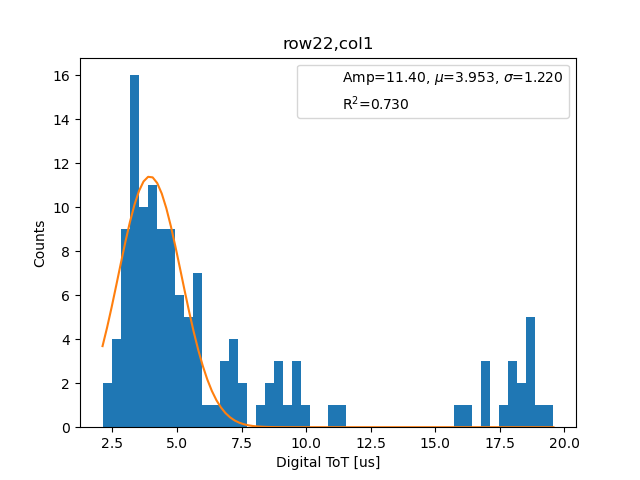 row22,col1
Amp=11.40, μ=3.953, σ=1.220
R²=0.730
16
14
12
10
8
6
4
2
0
Counts
2.5 5.0 7.5 10.0 12.5 15.0 17.5 20.0
Digital ToT [us]